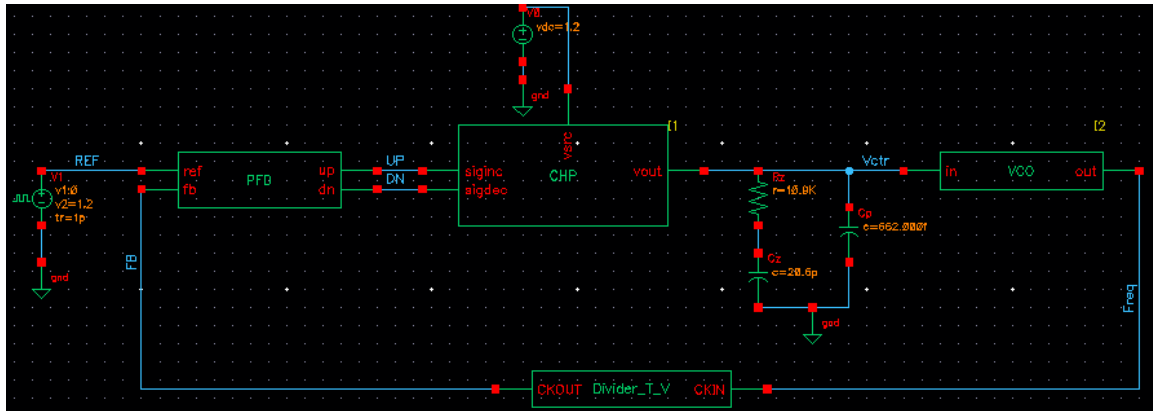 V0
vdc=1.2
gnd
I1
I2
vsrc
REF
ref
fb
PFD
up
dn
UP
DN
siginc
sigdec
CHP
vout
Vctr
in
VCO
out
V1
v1:0
v2=1.2
tr=1p
gnd
FB
Rz
Cp
c=662.000f
Cz
c=20.6p
gnd
Freq
CKOUT
Divider_T_V
CKIN